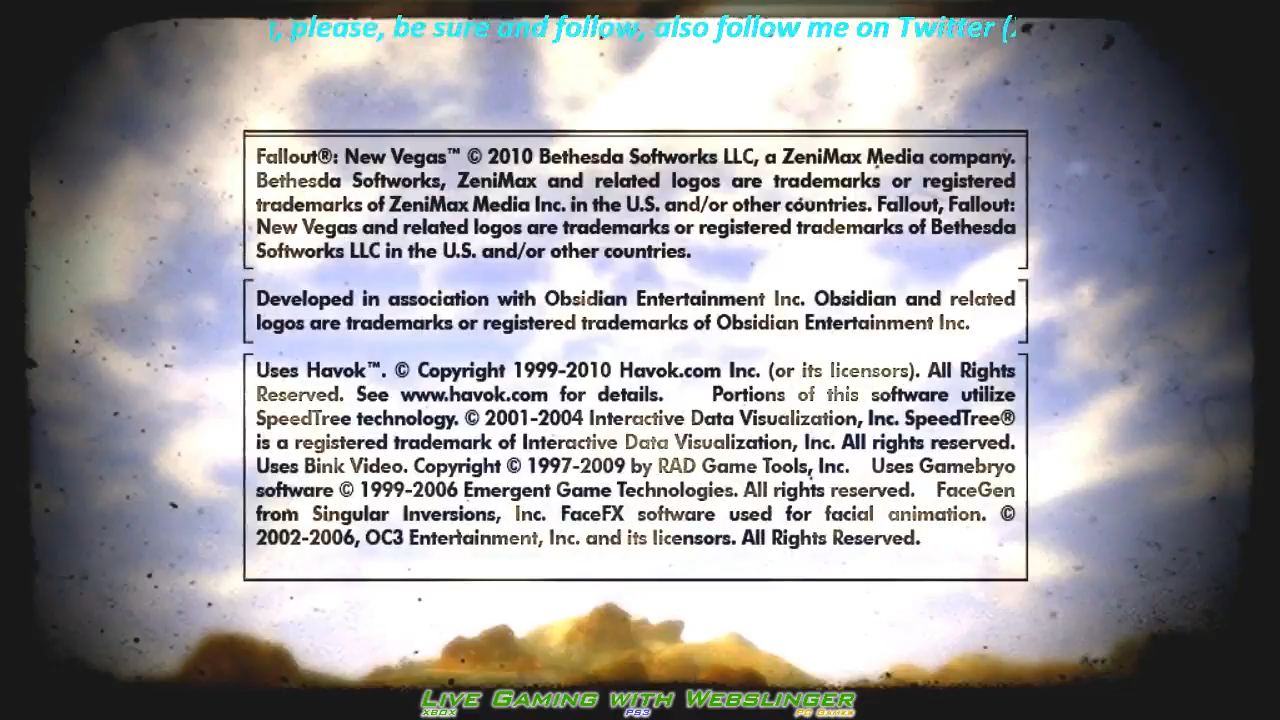 , please, be sure and follow, also follow me on Twitter (
Fallout®: New Vegas™ © 2010 Bethesda Softworks LLC, a ZeniMax Media company.
Bethesda Softworks, ZeniMax and related logos are trademarks or registered
trademarks of ZeniMax Media Inc. in the U.S. and/or other countries. Fallout, Fallout:
New Vegas and related logos are trademarks or registered trademarks of Bethesda
Softworks LLC in the U.S. and/or other countries.
Developed in association with Obsidian Entertainment Inc. Obsidian and related
logos are trademarks or registered trademarks of Obsidian Entertainment Inc.
Uses Havok™. © Copyright 1999-2010 Havok.com Inc. (or its licensors). All Rights
Reserved. See www.havok.com for details. Portions of this software utilize
SpeedTree technology. © 2001-2004 Interactive Data Visualization, Inc. SpeedTree®
is a registered trademark of Interactive Data Visualization, Inc. All rights reserved.
Uses Bink Video. Copyright © 1997-2009 by RAD Game Tools, Inc. Uses Gamebryo
software © 1999-2006 Emergent Game Technologies. All rights reserved. FaceGen
from Singular Inversions, Inc. FaceFX software used for facial animation. ©
2002-2006, OC3 Entertainment, Inc. and its licensors. All Rights Reserved.
Live Gaming with Webslinger
XBOX PS3 PC Games